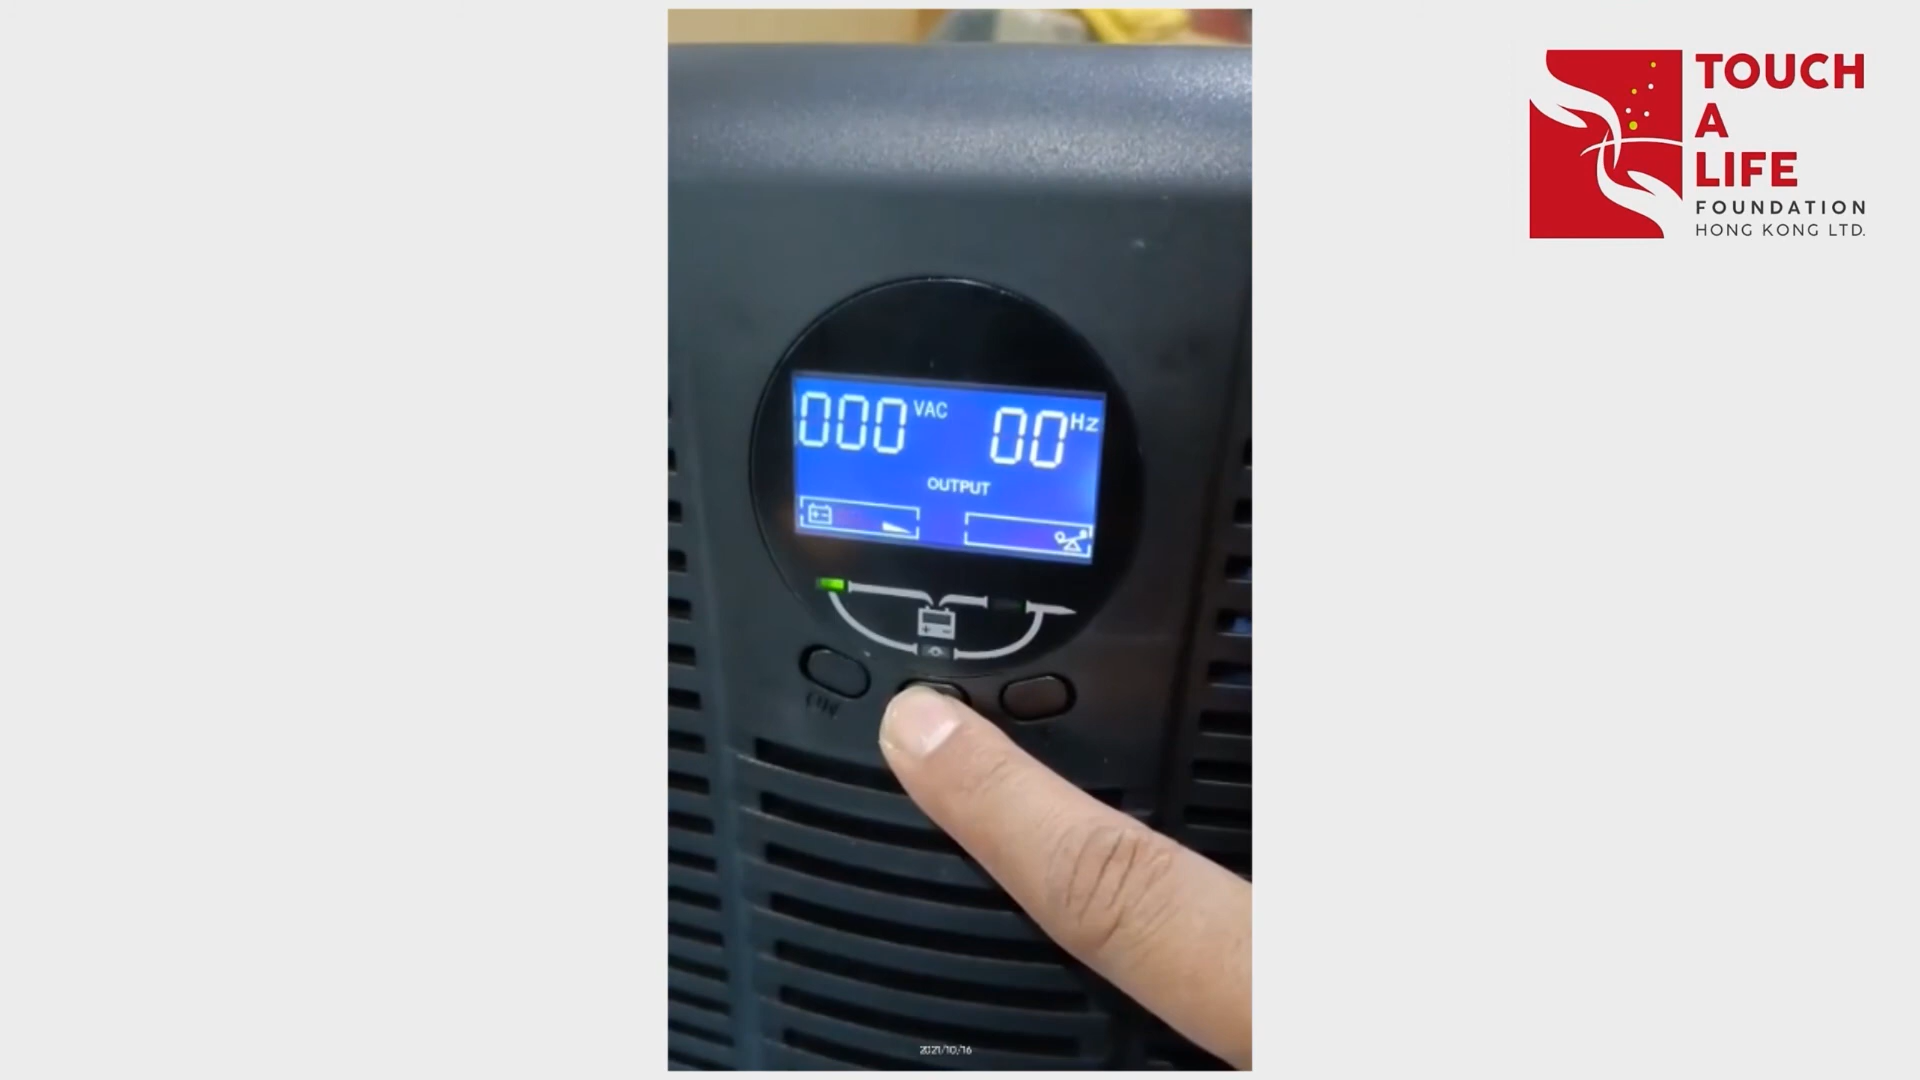 TOUCH
A
LIFE
FOUNDATION
HONG KONG LTD.
000 VAC 00 Hz
OUTPUT
2021/10/16